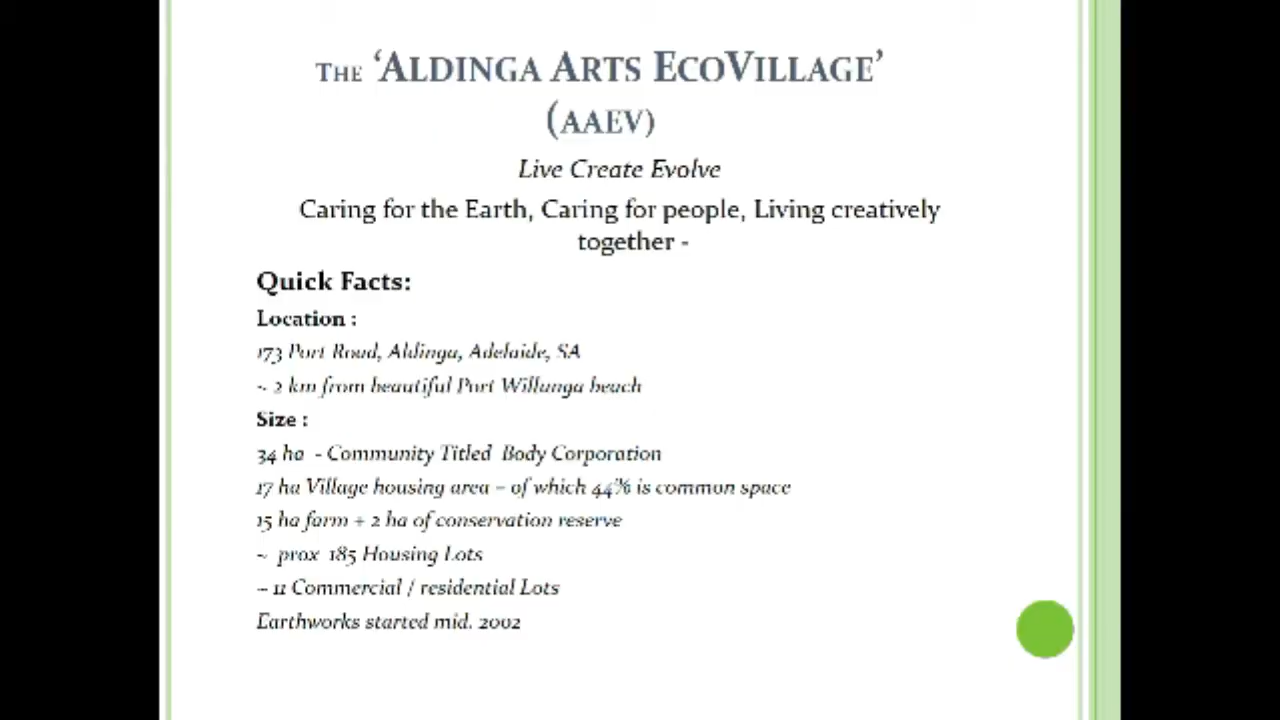 The ‘Aldinga Arts EcoVillage’
(AAEV)
Live Create Evolve
Caring for the Earth, Caring for people, Living creatively
together -
Quick Facts:
Location :
173 Port Road, Aldinga, Adelaide, SA
~ 2 km from beautiful Port Willunga beach
Size :
34 ha - Community Titled Body Corporation
17 ha Village housing area – of which 44% is common space
15 ha farm + 2 ha of conservation reserve
~ prox 185 Housing Lots
~ 11 Commercial / residential Lots
Earthworks started mid. 2002